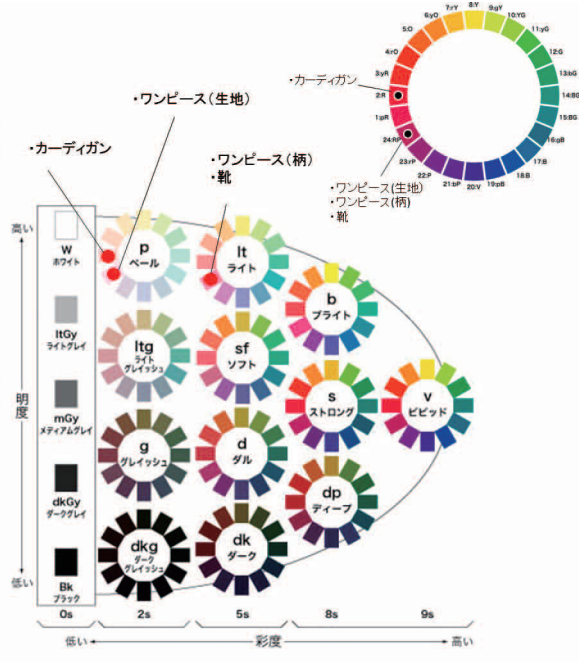 7:rY
8:Y
9:gY
6:yO
10:YG
5:O
11:yG
4:rO
12:G
3:yR
13:bG
・カーディガン
2:R
14:BG
1:pR
15:BG
24:RP
16:gB
23:rP
17:B
22:P
18:B
21:bP
20:V
19:pB
・ワンピース(生地)
・ワンピース(柄)
・靴
・ワンピース(生地)
・カーディガン
・ワンピース(柄)
・靴
高い
明度
低い
W
ホワイト
ltGy
ライトグレイ
mGy
メディアムグレイ
dkGy
ダークグレイ
Bk
ブラック
p
ペール
ltg
ライト
グレイッシュ
g
グレイッシュ
dkg
ダーク
グレイッシュ
lt
ライト
sf
ソフト
d
ダル
dk
ダーク
b
ブライト
s
ストロング
dp
ディープ
v
ビビッド
0s
2s
5s
8s
9s
低い
彩度
高い